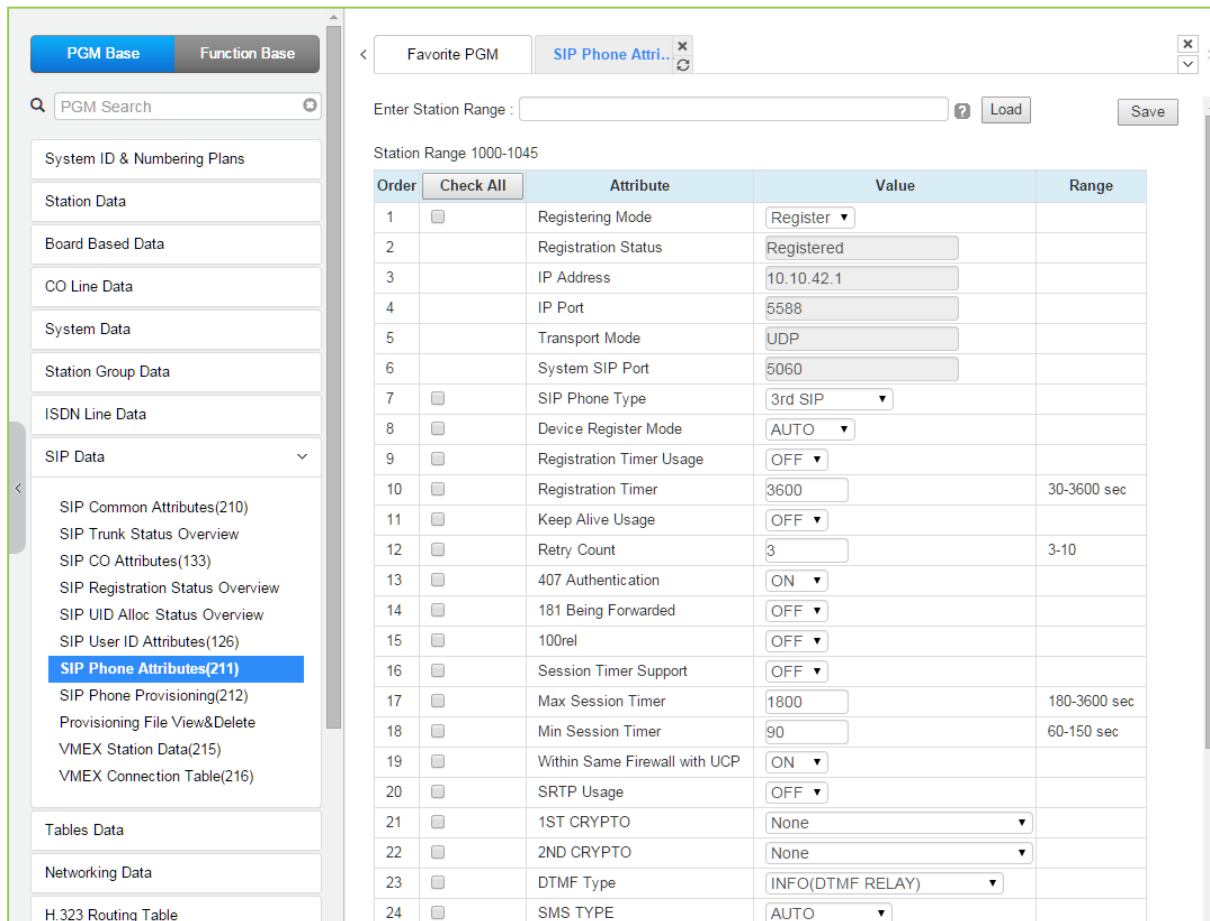 PGM Base Function Base
PGM Search
System ID & Numbering Plans
Station Data
Board Based Data
CO Line Data
System Data
Station Group Data
ISDN Line Data
SIP Data
SIP Common Attributes(210)
SIP Trunk Status Overview
SIP CO Attributes(133)
SIP Registration Status Overview
SIP UID Alloc Status Overview
SIP User ID Attributes(126)
SIP Phone Attributes(211)
SIP Phone Provisioning(212)
Provisioning File View&Delete
VMEX Station Data(215)
VMEX Connection Table(216)
Tables Data
Networking Data
H.323 Routing Table
Favorite PGM SIP Phone Attri...
Enter Station Range : Load Save
Station Range 1000-1045
Order Check All Attribute Value Range
1 Registering Mode Register
2 Registration Status Registered
3 IP Address 10.10.42.1
4 IP Port 5588
5 Transport Mode UDP
6 System SIP Port 5060
7 SIP Phone Type 3rd SIP
8 Device Register Mode AUTO
9 Registration Timer Usage OFF
10 Registration Timer 3600 30-3600 sec
11 Keep Alive Usage OFF
12 Retry Count 3 3-10
13 407 Authentication ON
14 181 Being Forwarded OFF
15 100rel OFF
16 Session Timer Support OFF
17 Max Session Timer 1800 180-3600 sec
18 Min Session Timer 90 60-150 sec
19 Within Same Firewall with UCP ON
20 SRTP Usage OFF
21 1ST CRYPTO None
22 2ND CRYPTO None
23 DTMF Type INFO(DTMF RELAY)
24 SMS TYPE AUTO